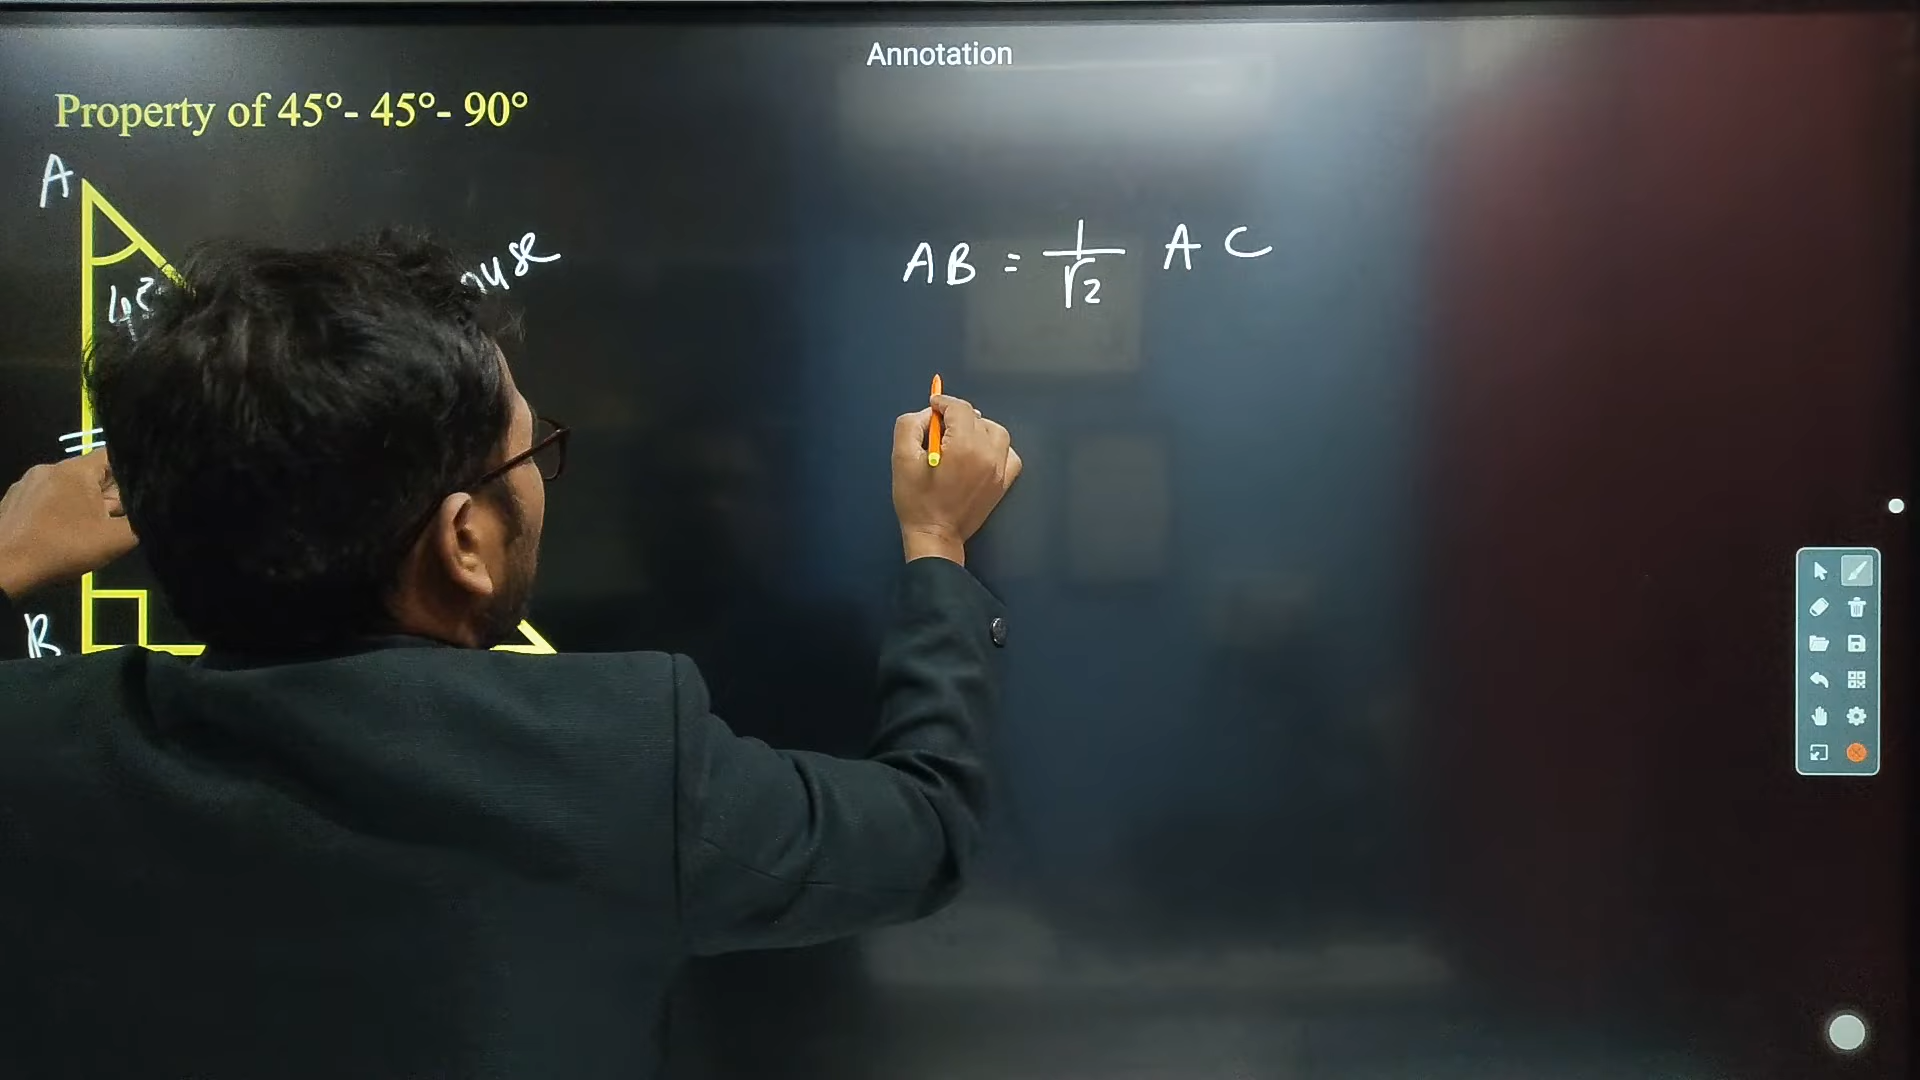 Annotation
Property of 45°- 45°- 90°
A
AB = 1/√2 AC
B